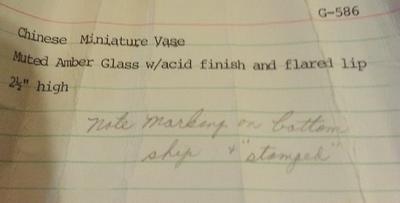 G-586
Chinese Miniature Vase
Muted Amber Glass w/acid finish and flared lip
2½" high
note marking on bottom
ship + "stamped"